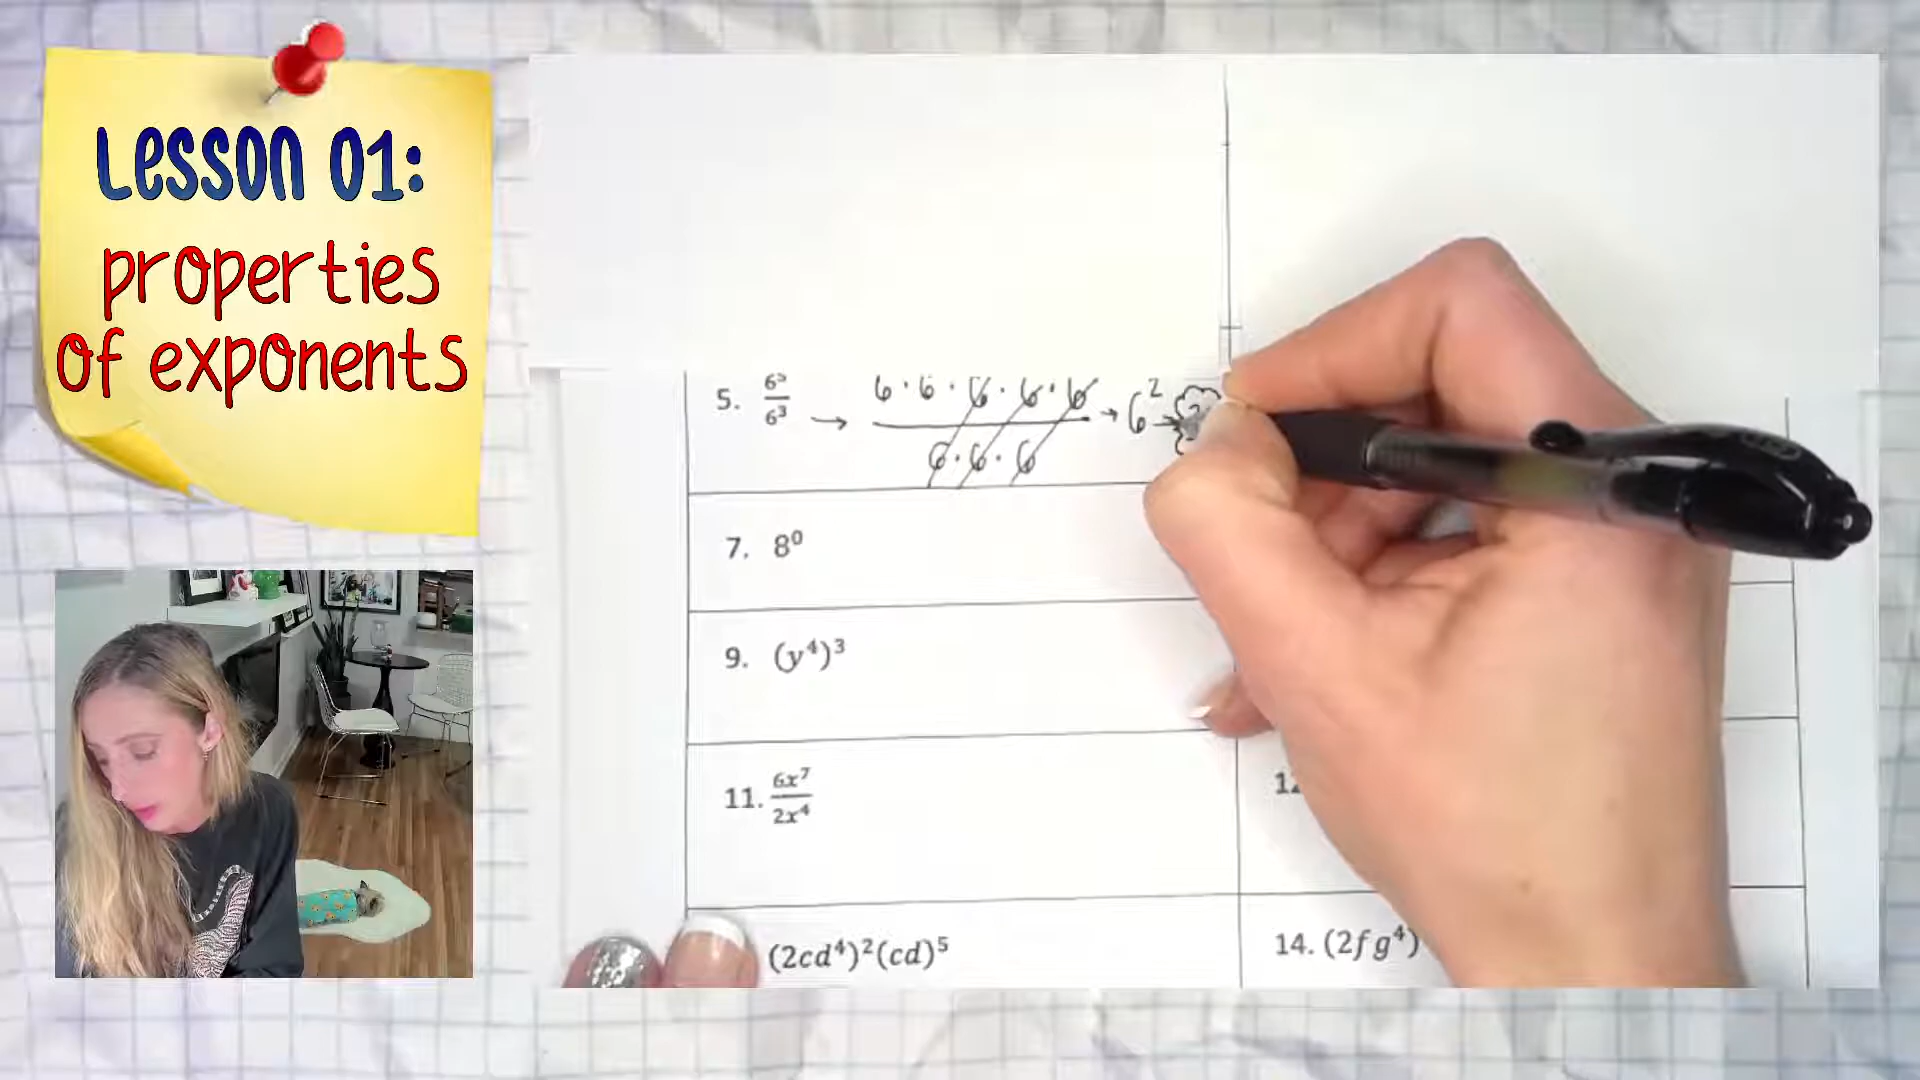 Lesson 01:
properties
of exponents
5. 6⁵/6³ → 6 · 6 · 6 · 6 · 6 / 6 · 6 · 6 → 6² →
7. 8⁰
9. (y⁴)³
11. 6x⁷/2x⁴
(2cd⁴)²(cd)⁵
14. (2fg⁴)